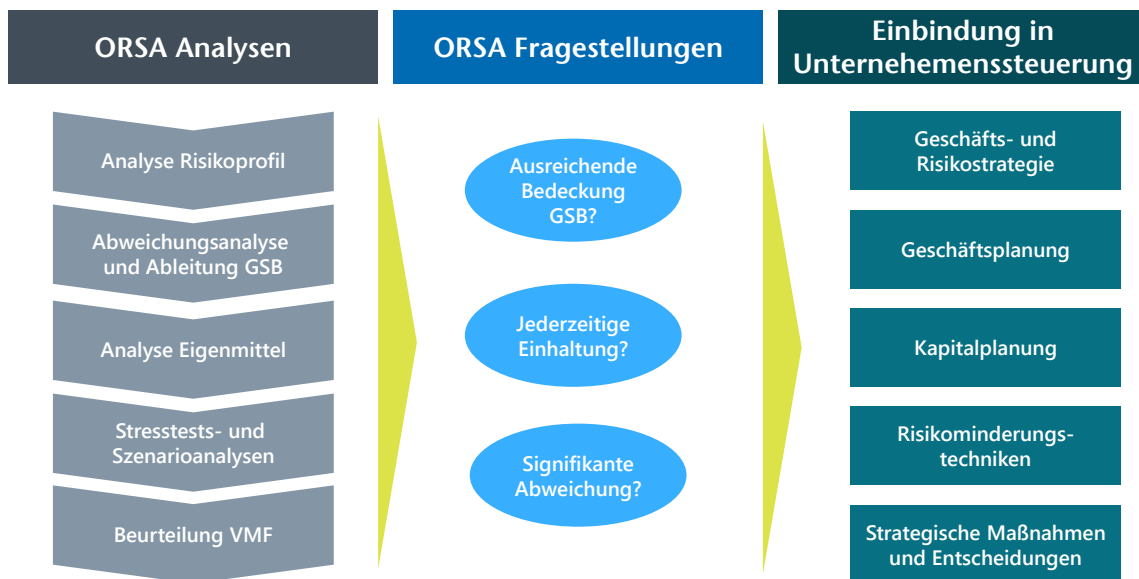 ORSA Analysen
ORSA Fragestellungen
Einbindung in
Unternehemenssteuerung
Analyse Risikoprofil
Abweichungsanalyse
und Ableitung GSB
Analyse Eigenmittel
Stresstests- und
Szenarioanalysen
Beurteilung VMF
Ausreichende
Bedeckung
GSB?
Jederzeitige
Einhaltung?
Signifikante
Abweichung?
Geschäfts- und
Risikostrategie
Geschäftsplanung
Kapitalplanung
Risikominderungs-
techniken
Strategische Maßnahmen
und Entscheidungen